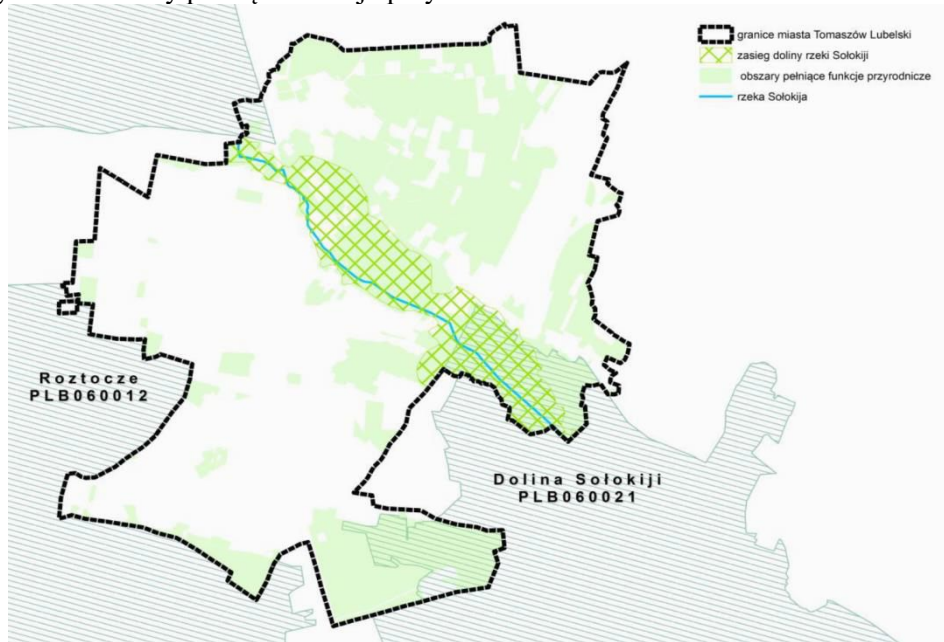 granice miasta Tomaszów Lubelski
zasieg doliny rzeki Sołokiji
obszary pełniące funkcje przyrodnicze
rzeka Sołokija
Roztocze
PLB060012
Dolina Sołokiji
PLB060021